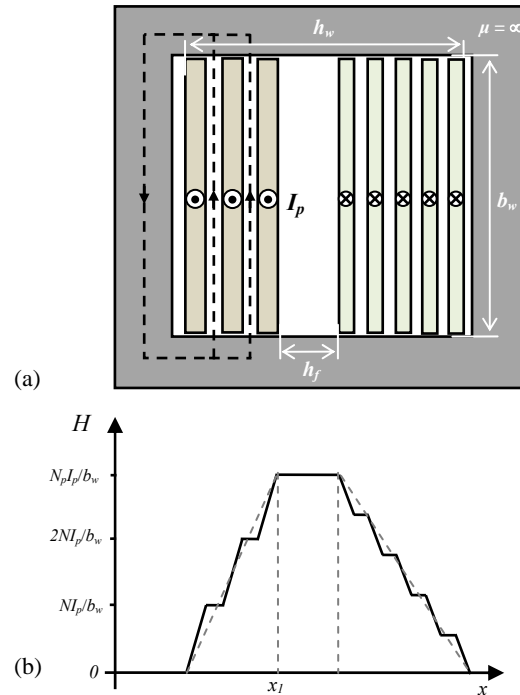 h_w
μ = ∞
I_p
b_w
h_f
(a)
H
N_pI_p/b_w
2NI_p/b_w
NI_p/b_w
0
x_1
x
(b)